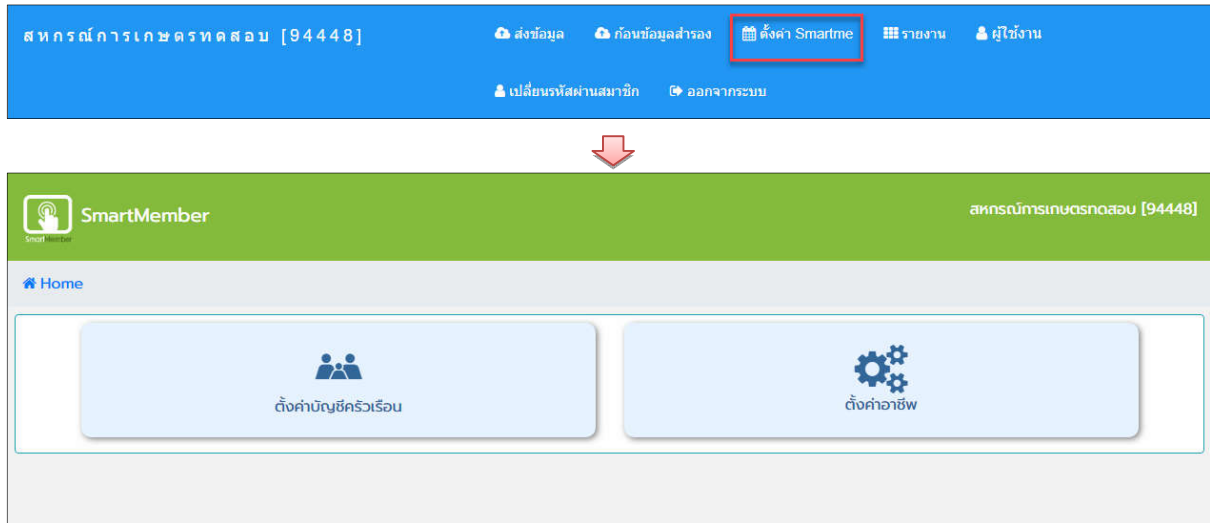 สหกรณ์การเกษตรทดสอบ [94448] ส่งข้อมูล ก้อนข้อมูลสำรอง ตั้งค่า Smartme รายงาน ผู้ใช้งาน
เปลี่ยนรหัสผ่านสมาชิก ออกจากระบบ
SmartMember สหกรณ์การเกษตรทดสอบ [94448]
SmartMember
Home
ตั้งค่าบัญชีครัวเรือน ตั้งค่าอาชีพ